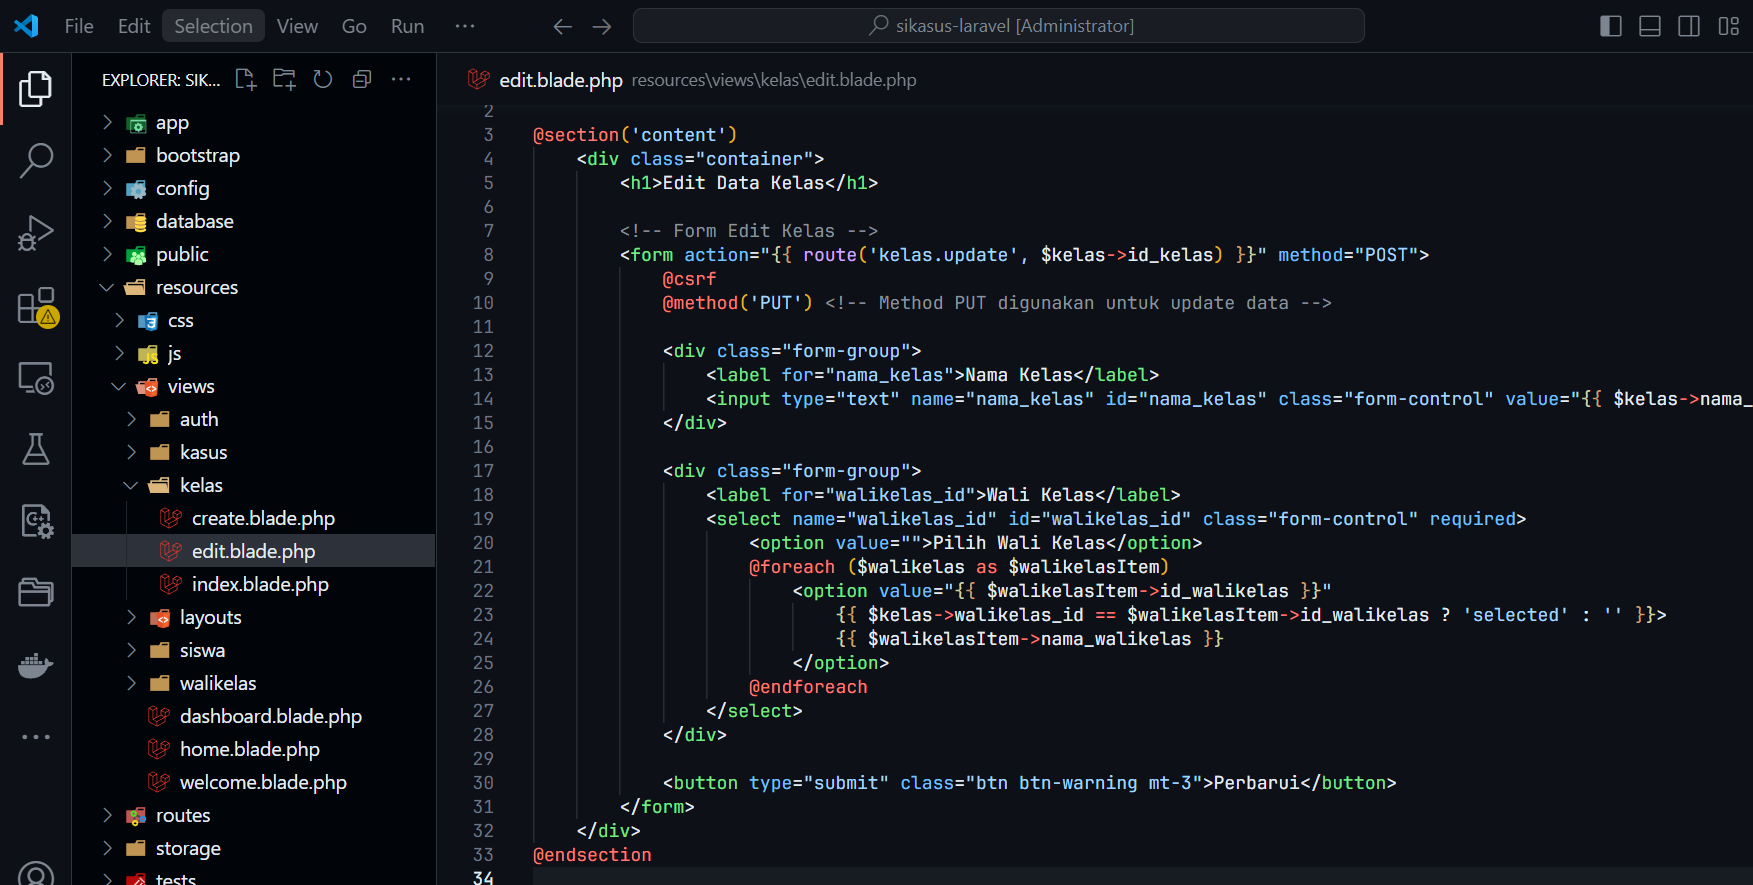 File Edit Selection View Go Run ···
sikasus-laravel [Administrator]
EXPLORER: SIK...
app
bootstrap
config
database
public
resources
css
js
views
auth
kasus
kelas
create.blade.php
edit.blade.php
index.blade.php
layouts
siswa
walikelas
dashboard.blade.php
home.blade.php
welcome.blade.php
routes
storage
tests
edit.blade.php resources\views\kelas\edit.blade.php
2
3 @section('content')
4 <div class="container">
5 <h1>Edit Data Kelas</h1>
6
7 <!-- Form Edit Kelas -->
8 <form action="{{ route('kelas.update', $kelas->id_kelas) }}" method="POST">
9 @csrf
10 @method('PUT') <!-- Method PUT digunakan untuk update data -->
11
12 <div class="form-group">
13 <label for="nama_kelas">Nama Kelas</label>
14 <input type="text" name="nama_kelas" id="nama_kelas" class="form-control" value="{{ $kelas->nama_
15 </div>
16
17 <div class="form-group">
18 <label for="walikelas_id">Wali Kelas</label>
19 <select name="walikelas_id" id="walikelas_id" class="form-control" required>
20 <option value="">Pilih Wali Kelas</option>
21 @foreach ($walikelas as $walikelasItem)
22 <option value="{{ $walikelasItem->id_walikelas }}"
23 {{ $kelas->walikelas_id == $walikelasItem->id_walikelas ? 'selected' : '' }}>
24 {{ $walikelasItem->nama_walikelas }}
25 </option>
26 @endforeach
27 </select>
28 </div>
29
30 <button type="submit" class="btn btn-warning mt-3">Perbarui</button>
31 </form>
32 </div>
33 @endsection
34